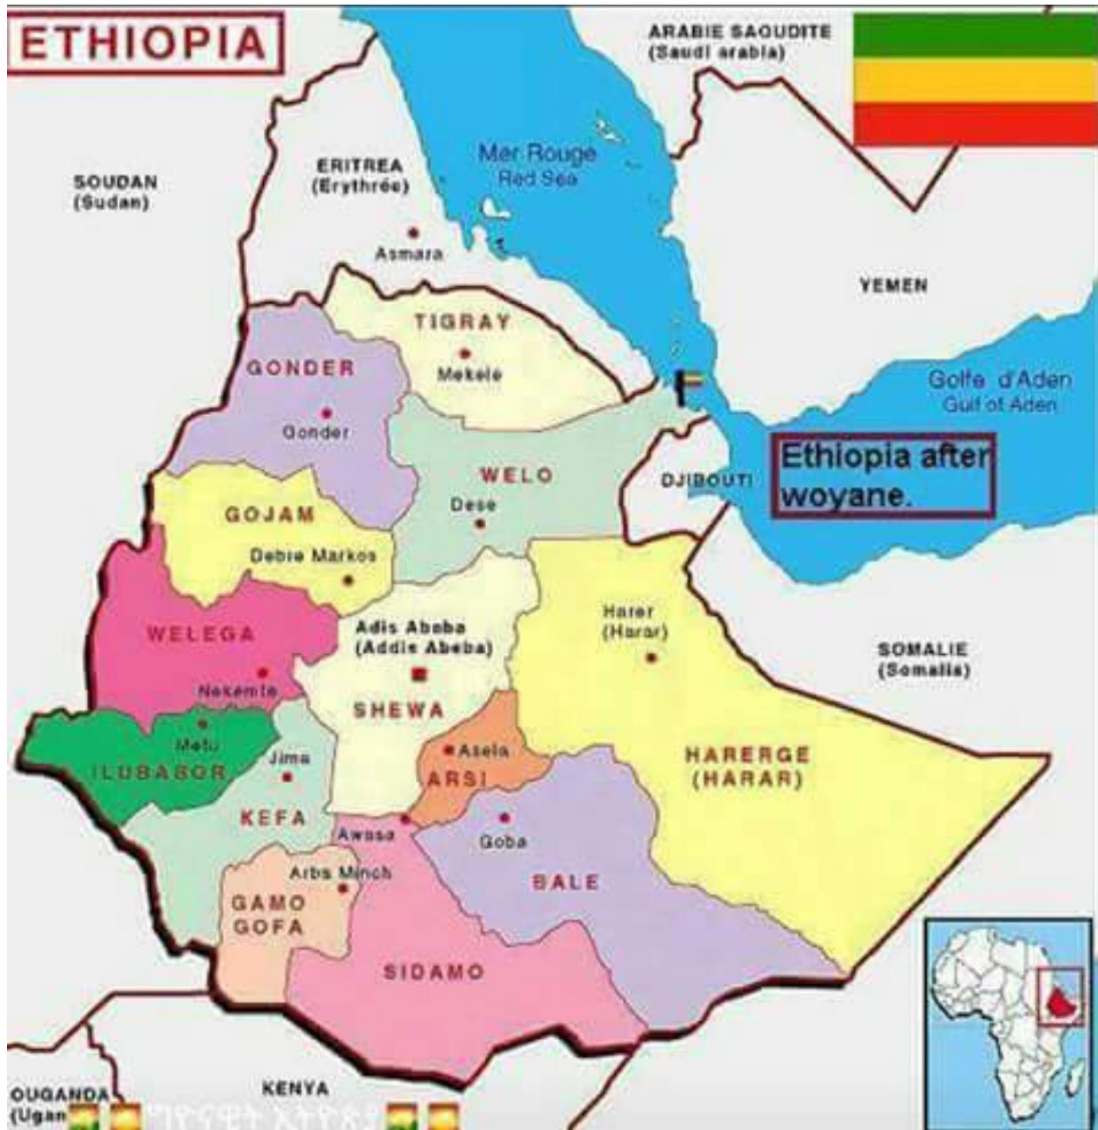 ETHIOPIA
ARABIE SAOUDITE
(Saudi arabia)
Mer Rouge
Red Sea
ERITREA
(Erythrée)
SOUDAN
(Sudan)
Asmara
YEMEN
TIGRAY
Mekele
GONDER
Gonder
Golfe d'Aden
Gulf of Aden
Ethiopia after
woyane.
WELO
DJIBOUTI
Dese
GOJAM
Debre Markos
Harer
(Harar)
Adis Ababa
(Addis Abeba)
WELEGA
SOMALIE
(Somalia)
Nekemte
SHEWA
Metu
ILUBABOR
Jima
Asela
ARSI
HARERGE
(HARAR)
KEFA
Awasa
Goba
Arba Minch
BALE
GAMO
GOFA
SIDAMO
KENYA
OUGANDA